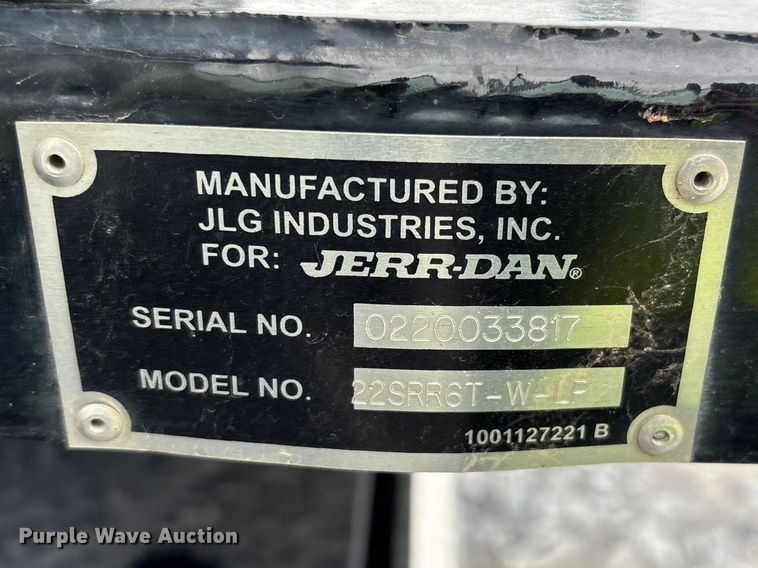 MANUFACTURED BY:
JLG INDUSTRIES, INC.
FOR: JERR-DAN®
SERIAL NO. 0220033817
MODEL NO. 22SRR6T-W-LP
1001127221 B
Purple Wave Auction